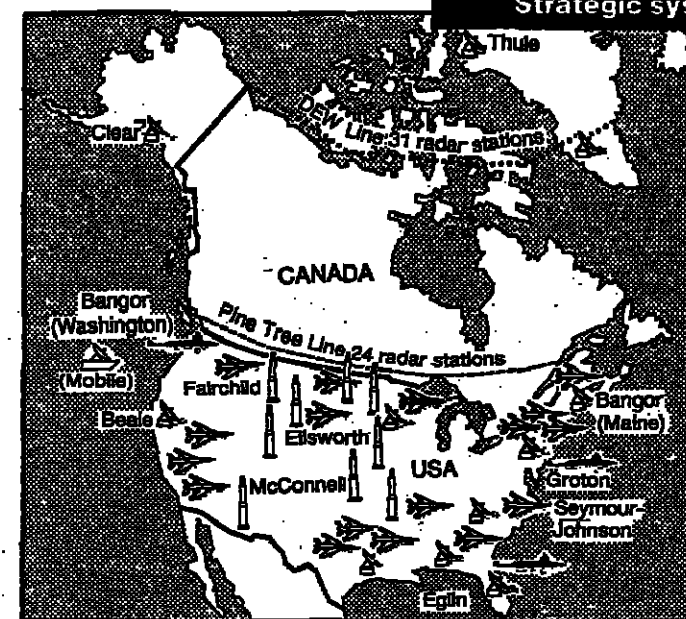 Strategic sys
Thule
DEW Line:31 radar stations
Clear
CANADA
Bangor
(Washington)
Pine Tree Line:24 radar stations
(Mobile)
Fairchild
Beale
Ellsworth
Bangor
(Maine)
McConnell
USA
Groton
Seymour-
Johnson
Eglin